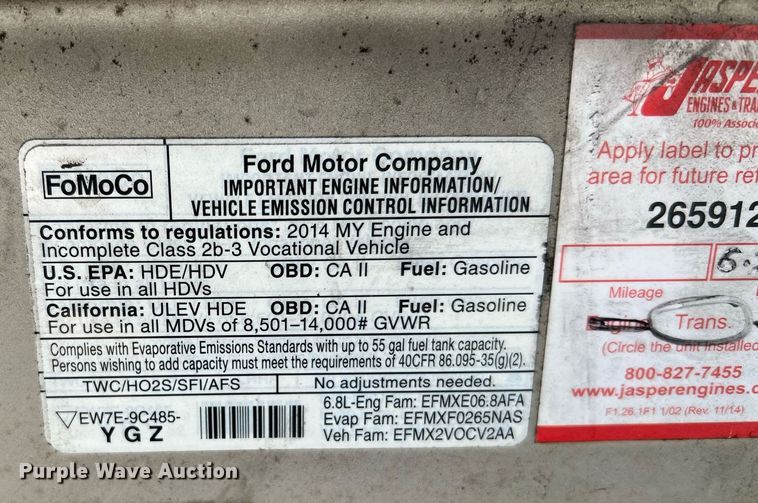 FoMoCo
Ford Motor Company
IMPORTANT ENGINE INFORMATION/
VEHICLE EMISSION CONTROL INFORMATION
Conforms to regulations: 2014 MY Engine and
Incomplete Class 2b-3 Vocational Vehicle
U.S. EPA: HDE/HDV OBD: CA II Fuel: Gasoline
For use in all HDVs
California: ULEV HDE OBD: CA II Fuel: Gasoline
For use in all MDVs of 8,501–14,000# GVWR
Complies with Evaporative Emissions Standards with up to 55 gal fuel tank capacity.
Persons wishing to add capacity must meet the requirements of 40CFR 86.095-35(g)(2).
TWC/HO2S/SFI/AFS
No adjustments needed.
EW7E-9C485-
YGZ
6.8L-Eng Fam: EFMXE06.8AFA
Evap Fam: EFMXF0265NAS
Veh Fam: EFMX2VOCV2AA
JASPE
ENGINES & TRA
100% Associ
Apply label to pr
area for future ref
265912
6.
Mileage
Engin Trans.
(Circle the unit installed
800-827-7455
www.jasperengines.
F1.26.1F1 1/02 (Rev. 11/14)
Purple Wave Auction